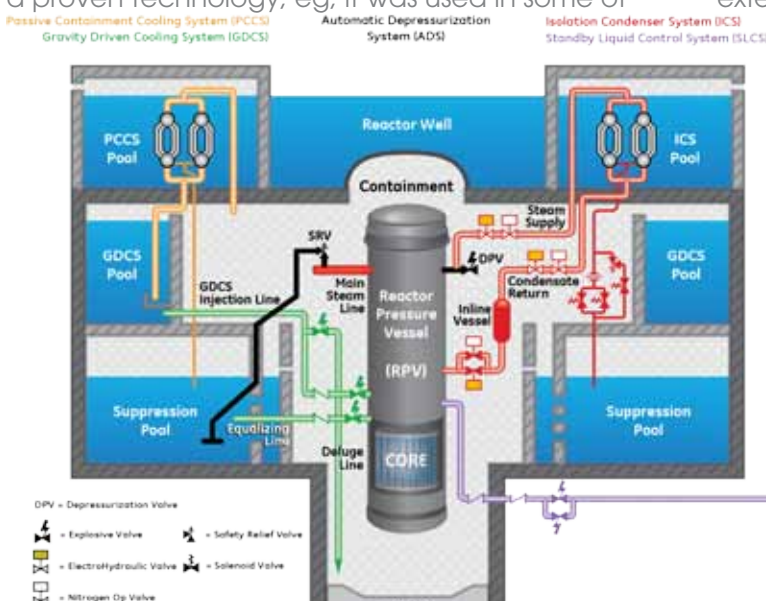 a proven technology, eg, it was used in some of
Passive Containment Cooling System (PCCS)
Gravity Driven Cooling System (GDCS)
Automatic Depressurization
System (ADS)
Isolation Condenser System (ICS)
Standby Liquid Control System (SLCS)
PCCS
Pool
Reactor Well
ICS
Pool
Containment
Steam
Supply
SRV
DPV
GDCS
Pool
GDCS
Injection Line
Main
Steam
Line
Reactor
Pressure
Vessel
(RPV)
Inline
Vessel
Condensate
Return
GDCS
Pool
Suppression
Pool
Equalizing
Line
Deluge
Line
CORE
Suppression
Pool
DPV = Depressurization Valve
= Explosive Valve
= Safety Relief Valve
= ElectroHydraulic Valve
= Solenoid Valve
= Nitrogen Op Valve